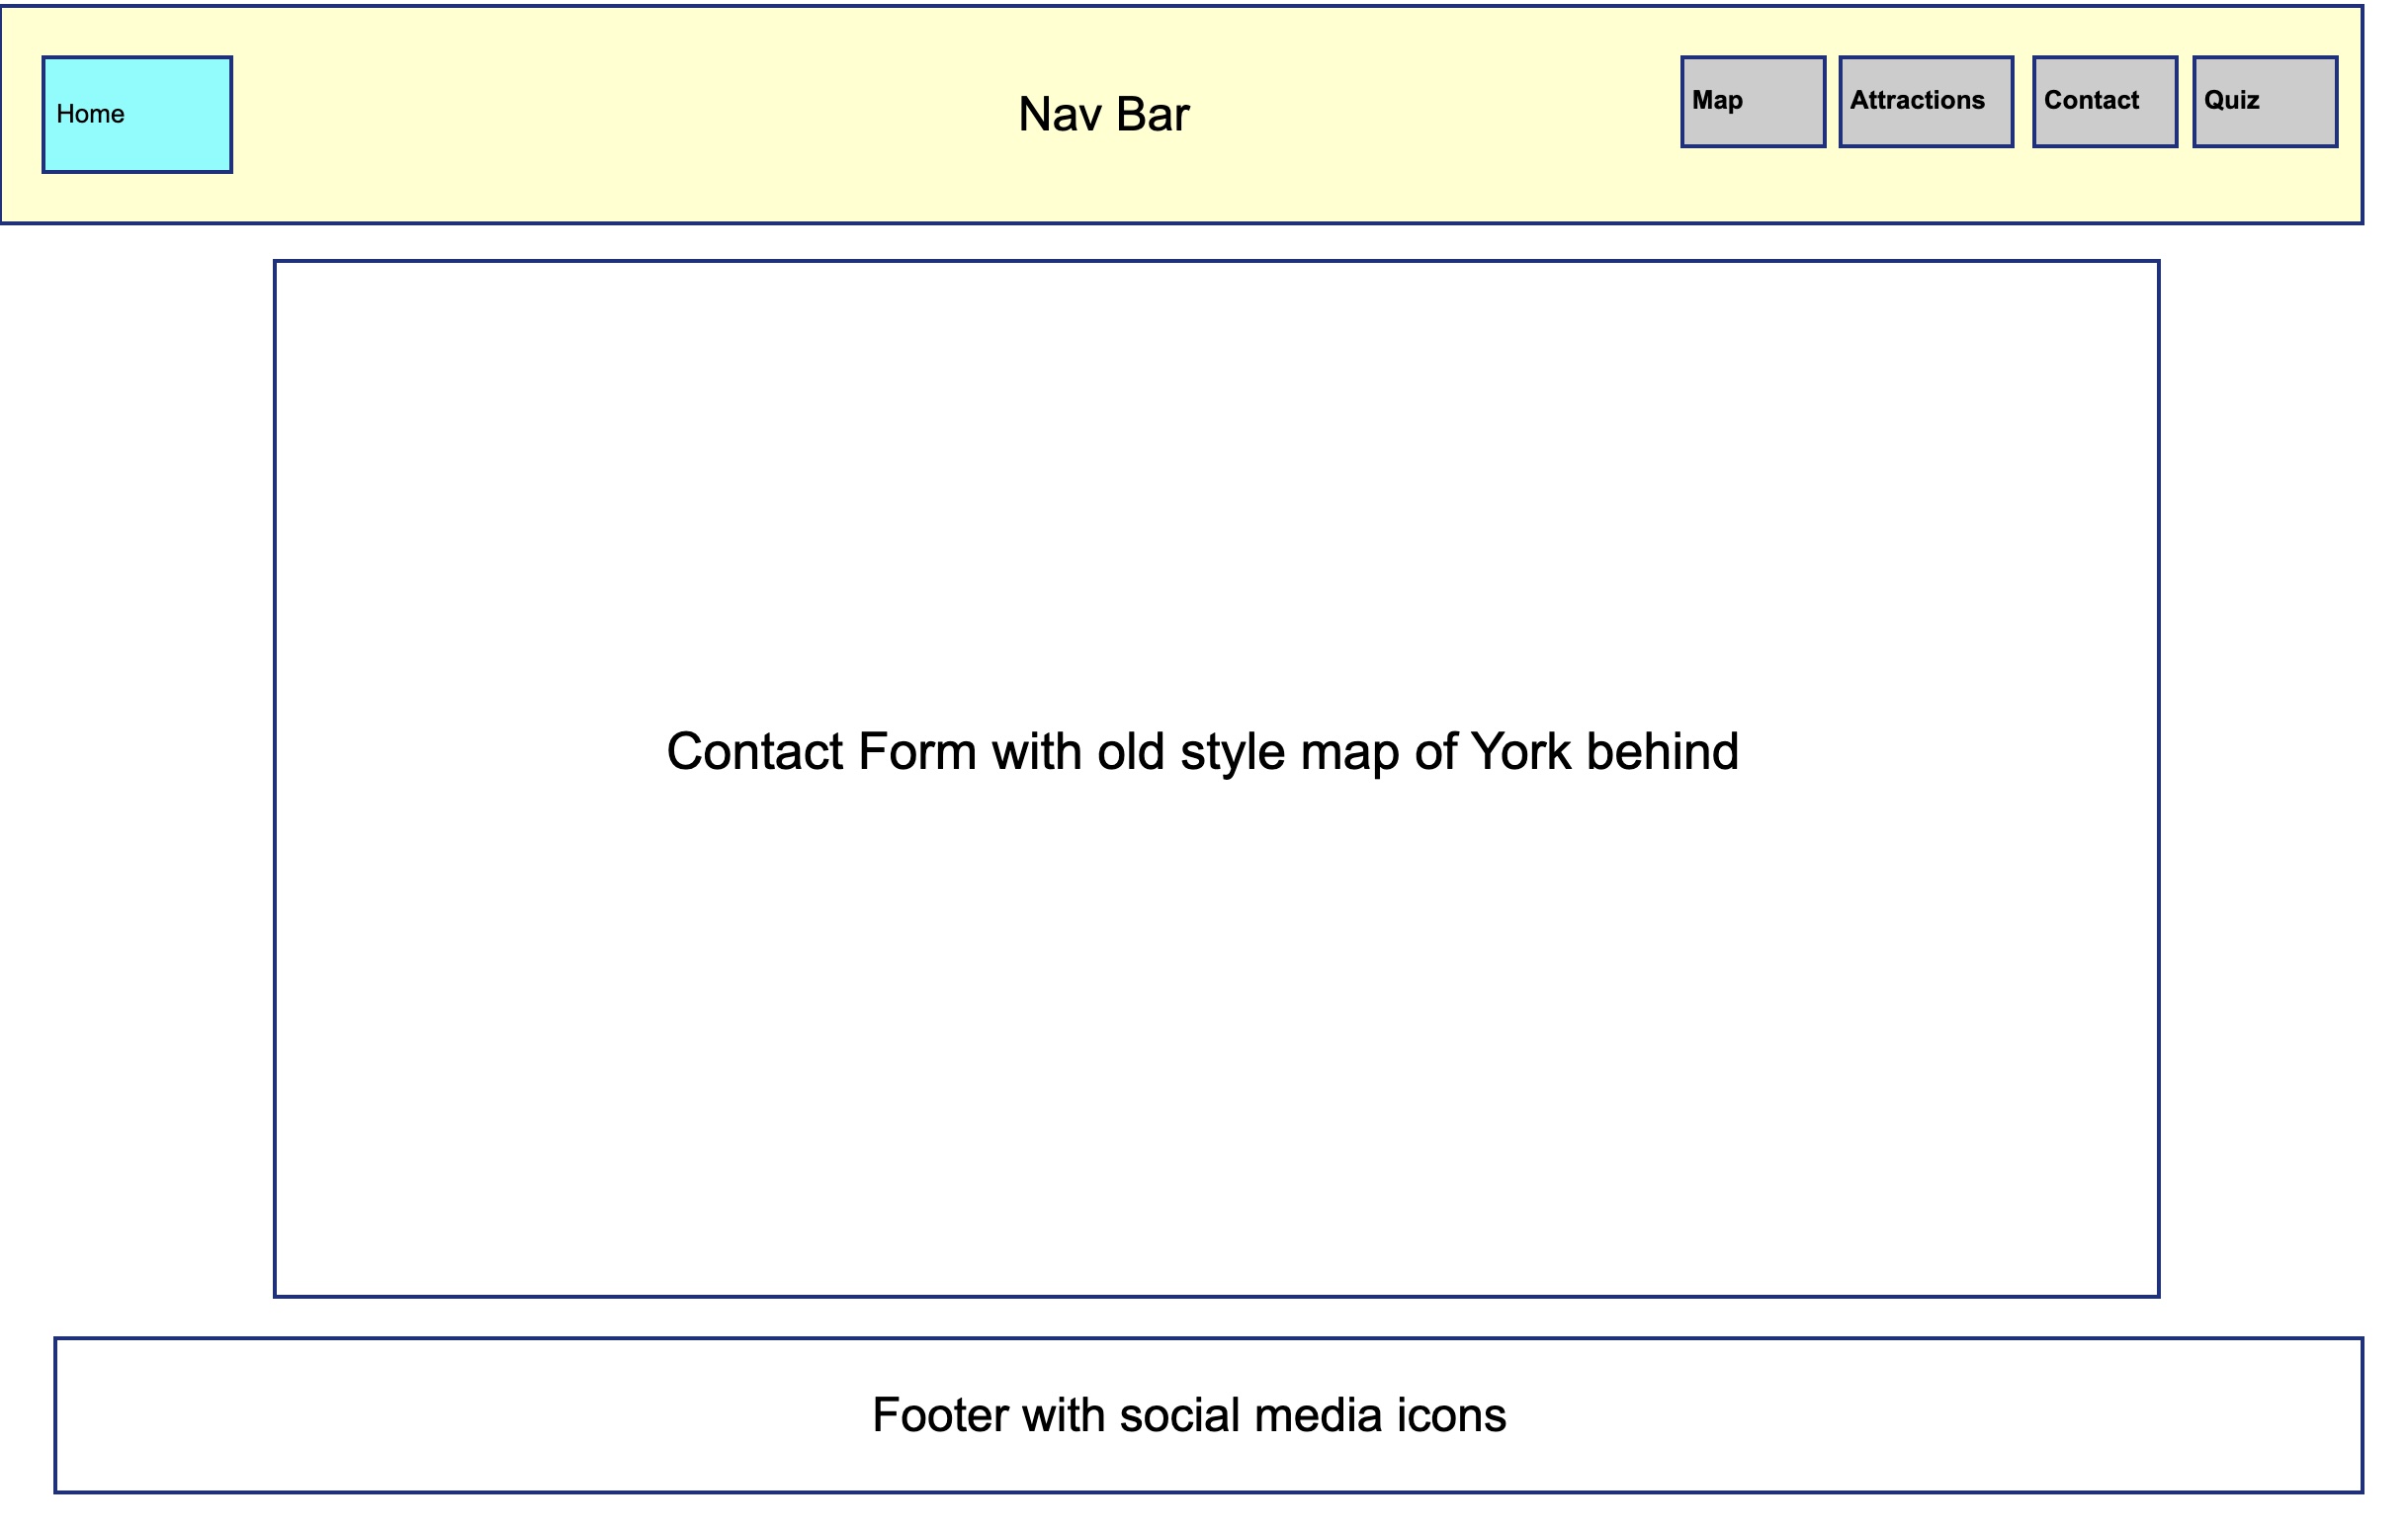 Home
Nav Bar
Map
Attractions
Contact
Quiz
Contact Form with old style map of York behind
Footer with social media icons